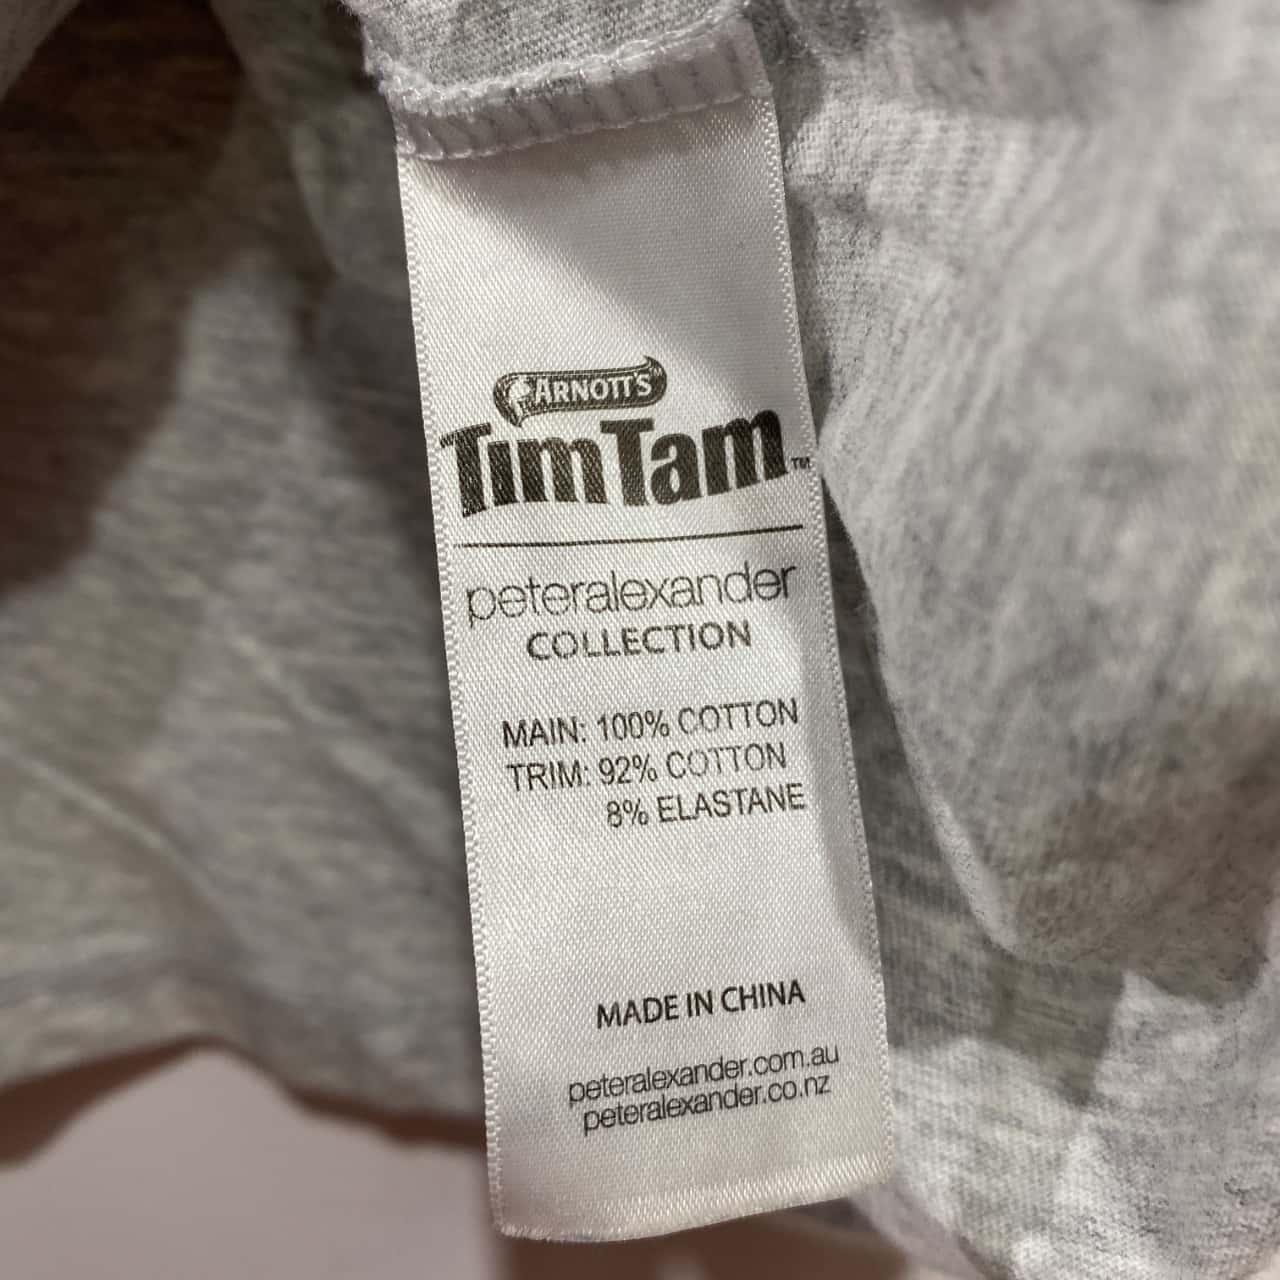 ARNOTT'S
TimTam™
peteralexander
COLLECTION
MAIN: 100% COTTON
TRIM: 92% COTTON
8% ELASTANE
MADE IN CHINA
peteralexander.com.au
peteralexander.co.nz